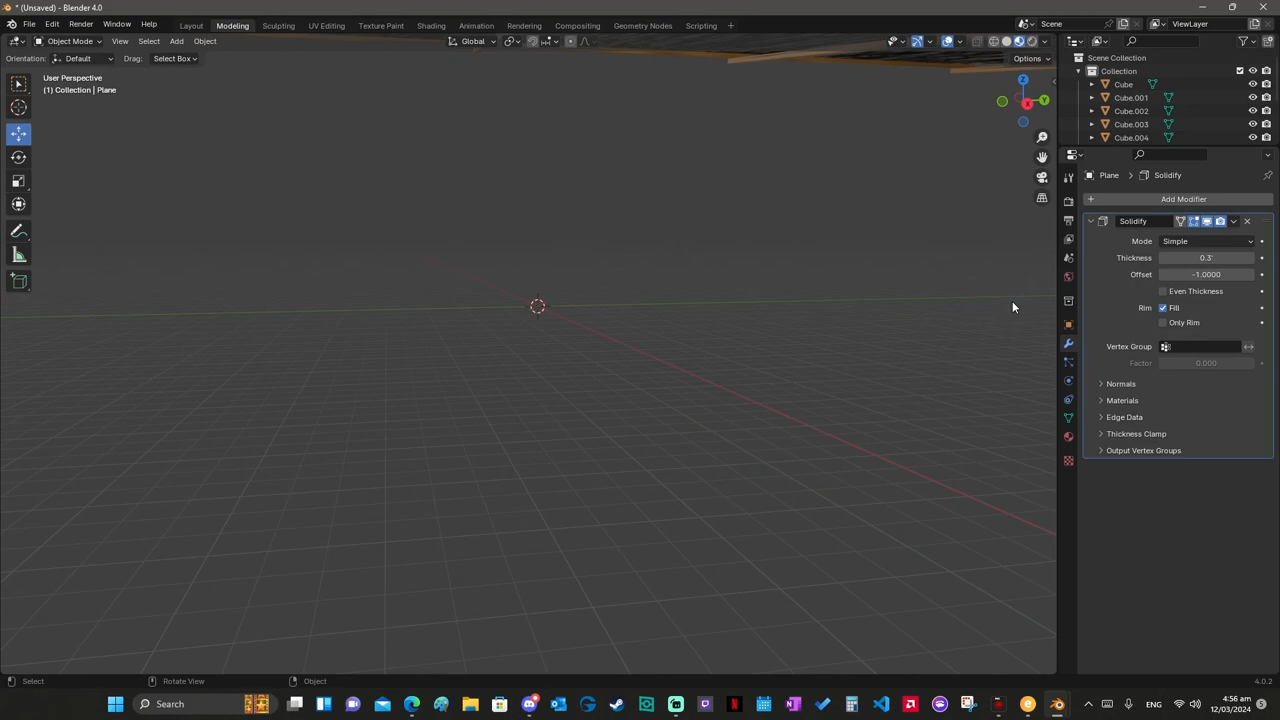 * (Unsaved) - Blender 4.0
File Edit Render Window Help Layout Modeling Sculpting UV Editing Texture Paint Shading Animation Rendering Compositing Geometry Nodes Scripting + Scene ViewLayer
Object Mode View Select Add Object Global
Orientation: Default Drag: Select Box Options
User Perspective
(1) Collection | Plane
Z
Y
X
Scene Collection
Collection
Cube
Cube.001
Cube.002
Cube.003
Cube.004
Plane > Solidify
+ Add Modifier
Solidify
Mode Simple
Thickness 0.3'
Offset -1.0000
Even Thickness
Rim Fill
Only Rim
Vertex Group
Factor 0.000
Normals
Materials
Edge Data
Thickness Clamp
Output Vertex Groups
Select Rotate View Object 4.0.2
Search
ENG
4:56 am
12/03/2024